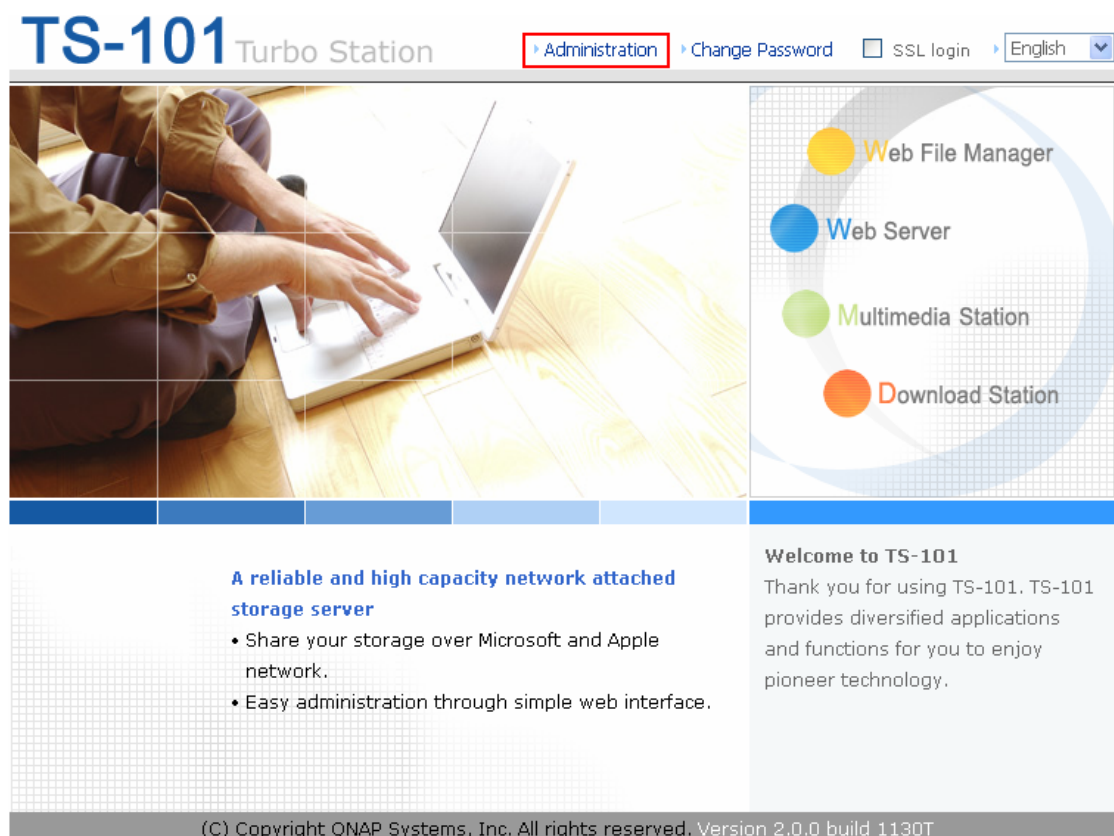 TS-101 Turbo Station
Administration
Change Password
SSL login
English
Web File Manager
Web Server
Multimedia Station
Download Station
A reliable and high capacity network attached
storage server
• Share your storage over Microsoft and Apple
network.
• Easy administration through simple web interface.
Welcome to TS-101
Thank you for using TS-101. TS-101
provides diversified applications
and functions for you to enjoy
pioneer technology.
(C) Copyright QNAP Systems, Inc. All rights reserved. Version 2.0.0 build 1130T